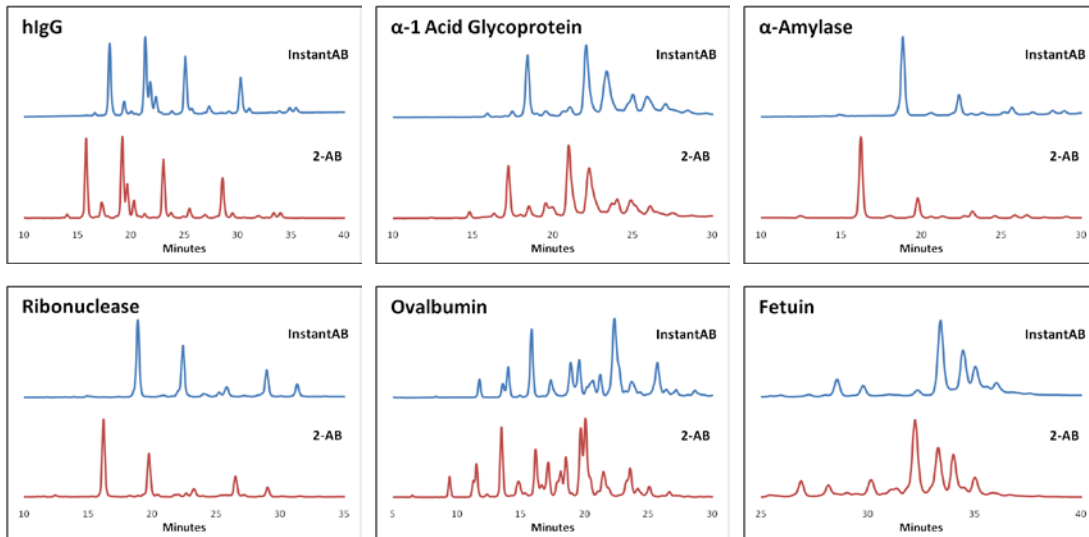 hIgG
InstantAB
2-AB
10 15 20 25 30 35 40
Minutes
α-1 Acid Glycoprotein
InstantAB
2-AB
10 15 20 25 30
Minutes
α-Amylase
InstantAB
2-AB
10 15 20 25 30
Minutes
Ribonuclease
InstantAB
2-AB
10 15 20 25 30 35
Minutes
Ovalbumin
InstantAB
2-AB
5 10 15 20 25 30
Minutes
Fetuin
InstantAB
2-AB
25 30 35 40
Minutes